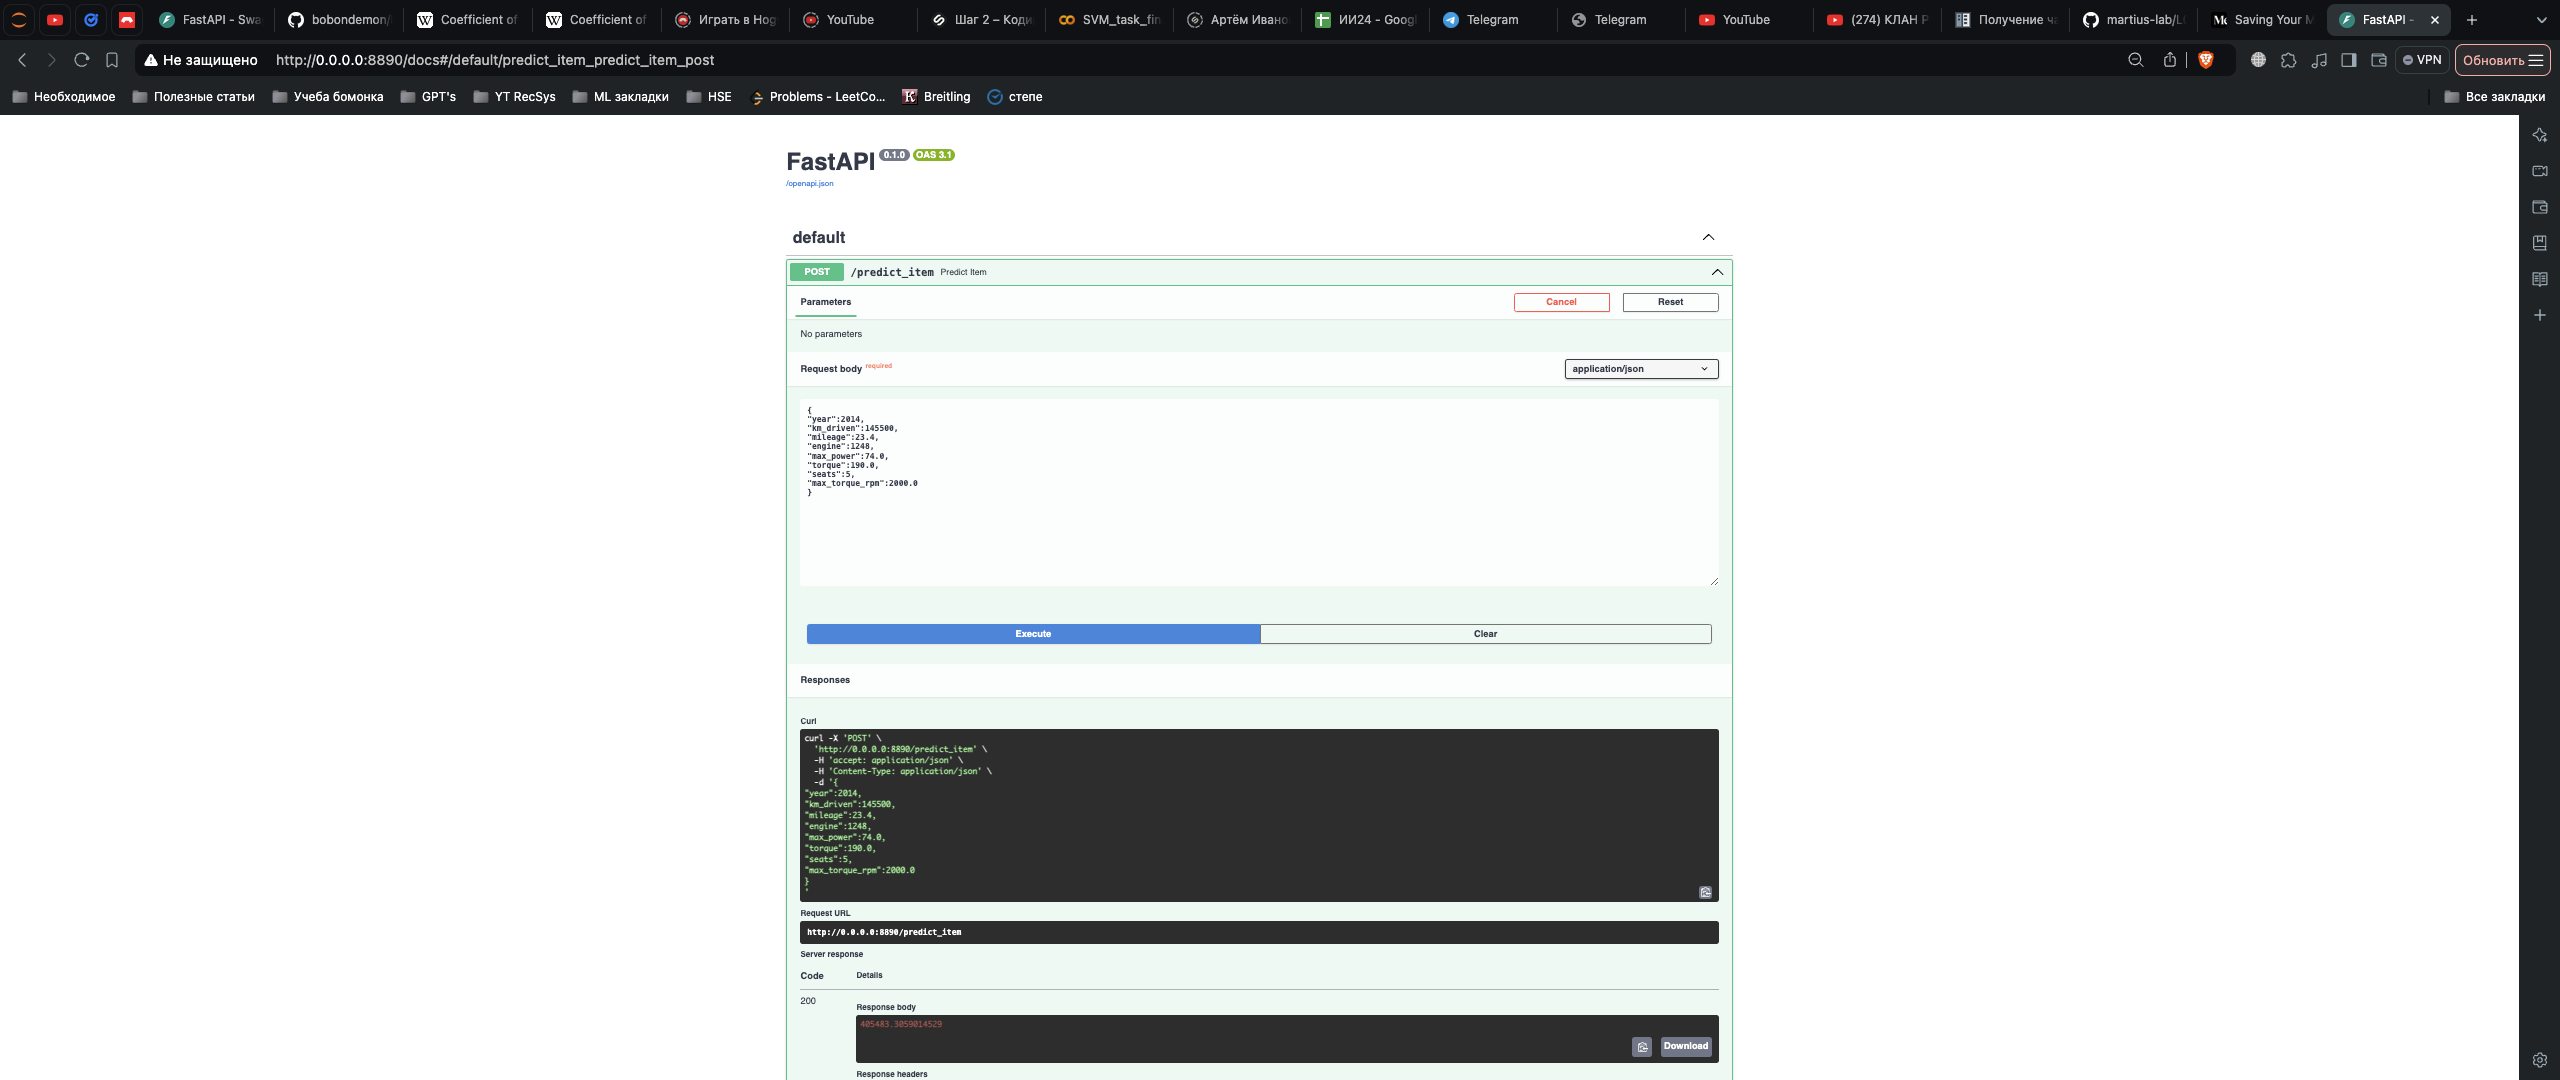 FastAPI - Swa
bobondemon/
Coefficient of
Coefficient of
Играть в Hog
YouTube
Шаг 2 – Коди
SVM_task_fin
Артём Ивано
ИИ24 - Googl
Telegram
Telegram
YouTube
(274) КЛАН Р
Получение ча
martius-lab/L
Saving Your M
FastAPI -
Не защищено
http://0.0.0.0:8890/docs#/default/predict_item_predict_item_post
VPN
Обновить
Необходимое
Полезные статьи
Учеба бомонка
GPT's
YT RecSys
ML закладки
HSE
Problems - LeetCo...
Breitling
степе
Все закладки
FastAPI 0.1.0 OAS 3.1
/openapi.json
default
POST /predict_item Predict Item
Parameters
Cancel
Reset
No parameters
Request body required
application/json
{
"year":2014,
"km_driven":145500,
"mileage":23.4,
"engine":1248,
"max_power":74.0,
"torque":190.0,
"seats":5,
"max_torque_rpm":2000.0
}
Execute
Clear
Responses
Curl
curl -X 'POST' \
'http://0.0.0.0:8890/predict_item' \
-H 'accept: application/json' \
-H 'Content-Type: application/json' \
-d '{
"year":2014,
"km_driven":145500,
"mileage":23.4,
"engine":1248,
"max_power":74.0,
"torque":190.0,
"seats":5,
"max_torque_rpm":2000.0
}
'
Request URL
http://0.0.0.0:8890/predict_item
Server response
Code Details
200
Response body
405483.3059014529
Download
Response headers